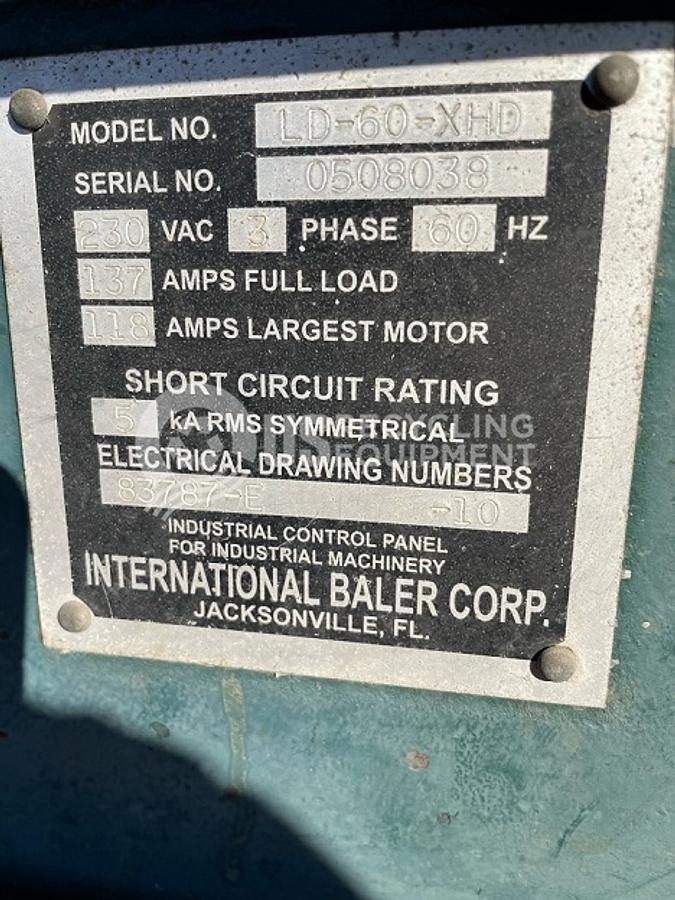 MODEL NO. LD-60-XHD
SERIAL NO. 0508038
230 VAC 3 PHASE 60 HZ
137 AMPS FULL LOAD
118 AMPS LARGEST MOTOR
SHORT CIRCUIT RATING
5 kA RMS SYMMETRICAL
RECYCLING
EQUIPMENT
ELECTRICAL DRAWING NUMBERS
83787-E -10
INDUSTRIAL CONTROL PANEL
FOR INDUSTRIAL MACHINERY
INTERNATIONAL BALER CORP.
JACKSONVILLE, FL.